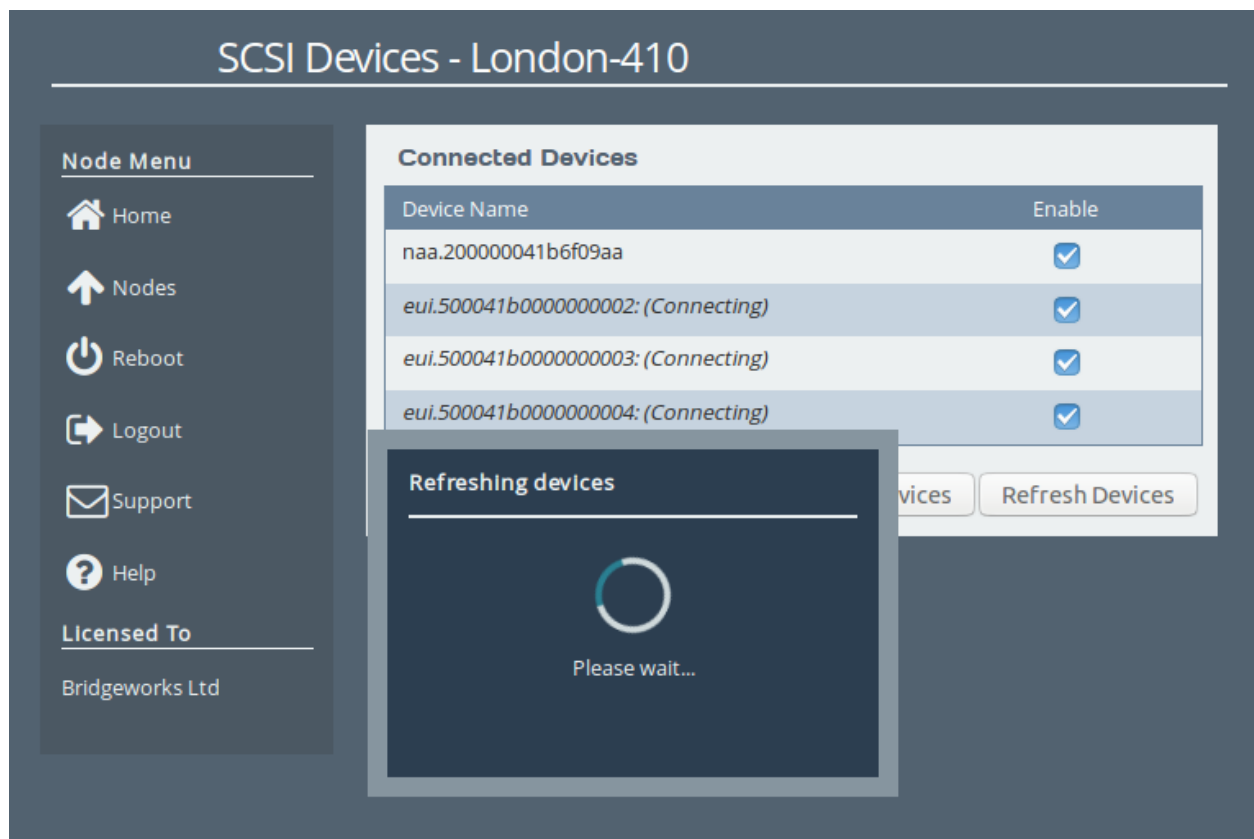 SCSI Devices - London-410
Node Menu
Home
Nodes
Reboot
Logout
Support
Help
Licensed To
Bridgeworks Ltd
Connected Devices
Device Name Enable
naa.200000041b6f09aa
eui.500041b0000000002: (Connecting)
eui.500041b0000000003: (Connecting)
eui.500041b0000000004: (Connecting)
vices Refresh Devices
Refreshing devices
Please wait...